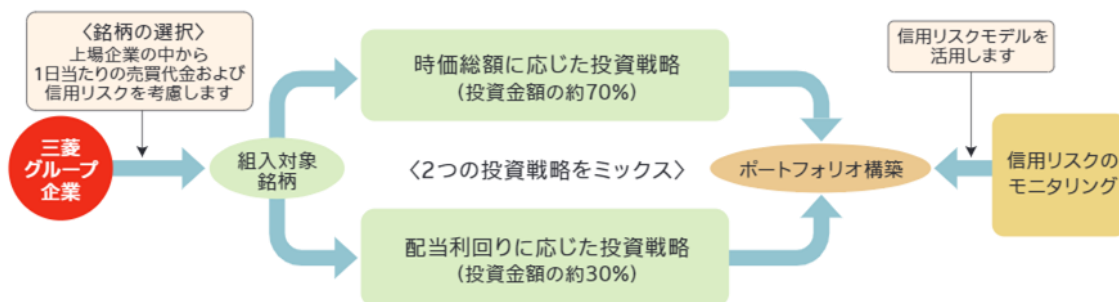 〈銘柄の選択〉
上場企業の中から
1日当たりの売買代金および
信用リスクを考慮します
三菱
グループ
企業
組入対象
銘柄
時価総額に応じた投資戦略
(投資金額の約70%)
〈2つの投資戦略をミックス〉
配当利回りに応じた投資戦略
(投資金額の約30%)
ポートフォリオ構築
信用リスクモデルを
活用します
信用リスクの
モニタリング